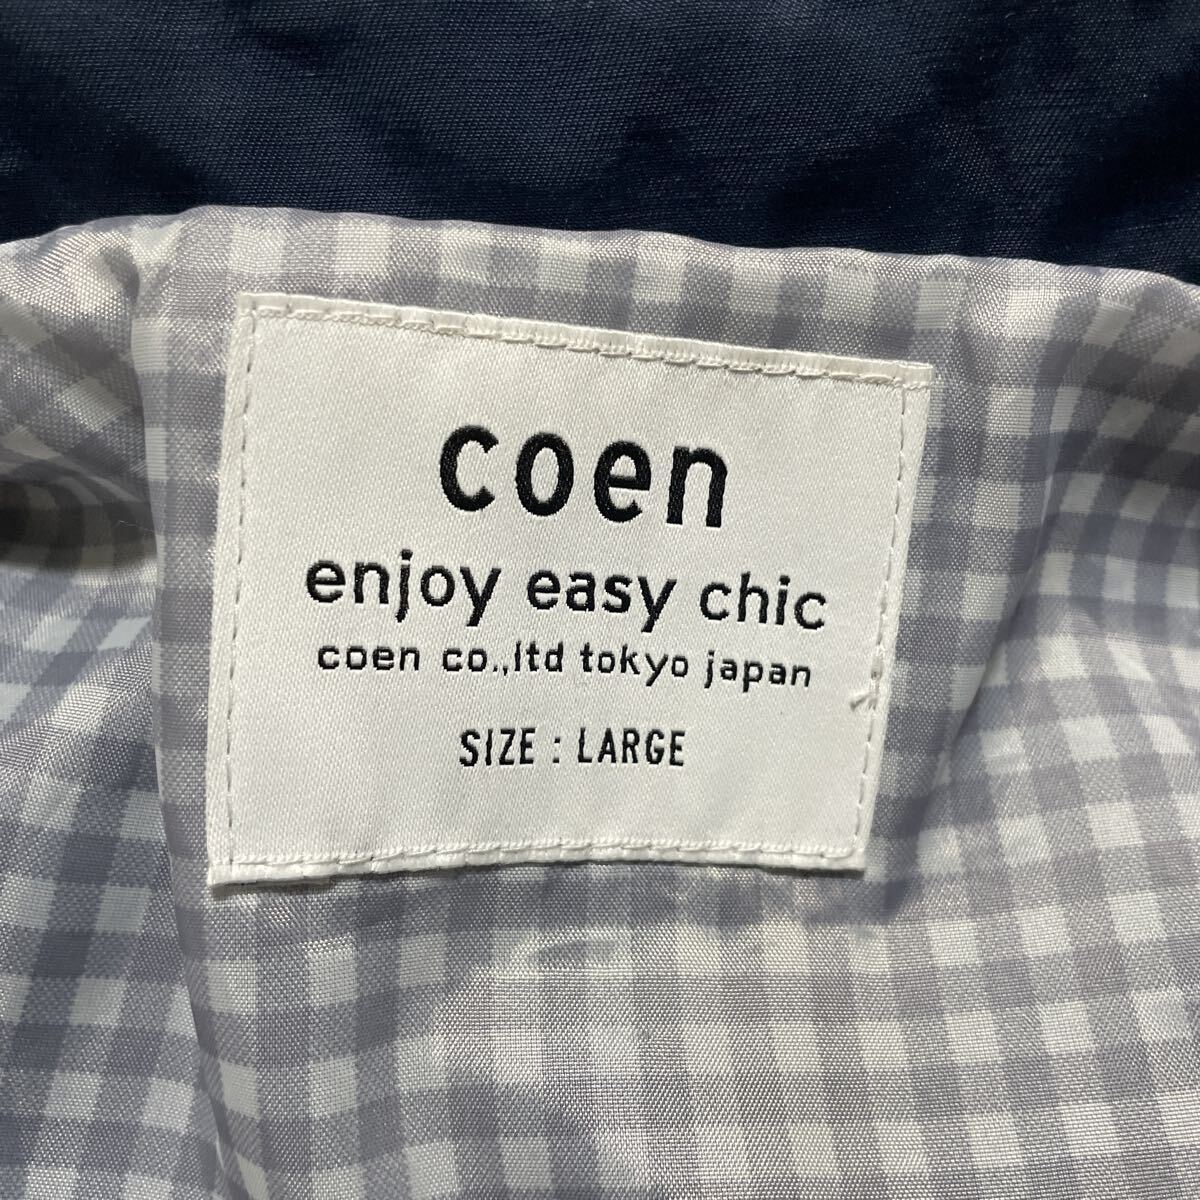 coen
enjoy easy chic
coen co.,ltd tokyo japan
SIZE : LARGE